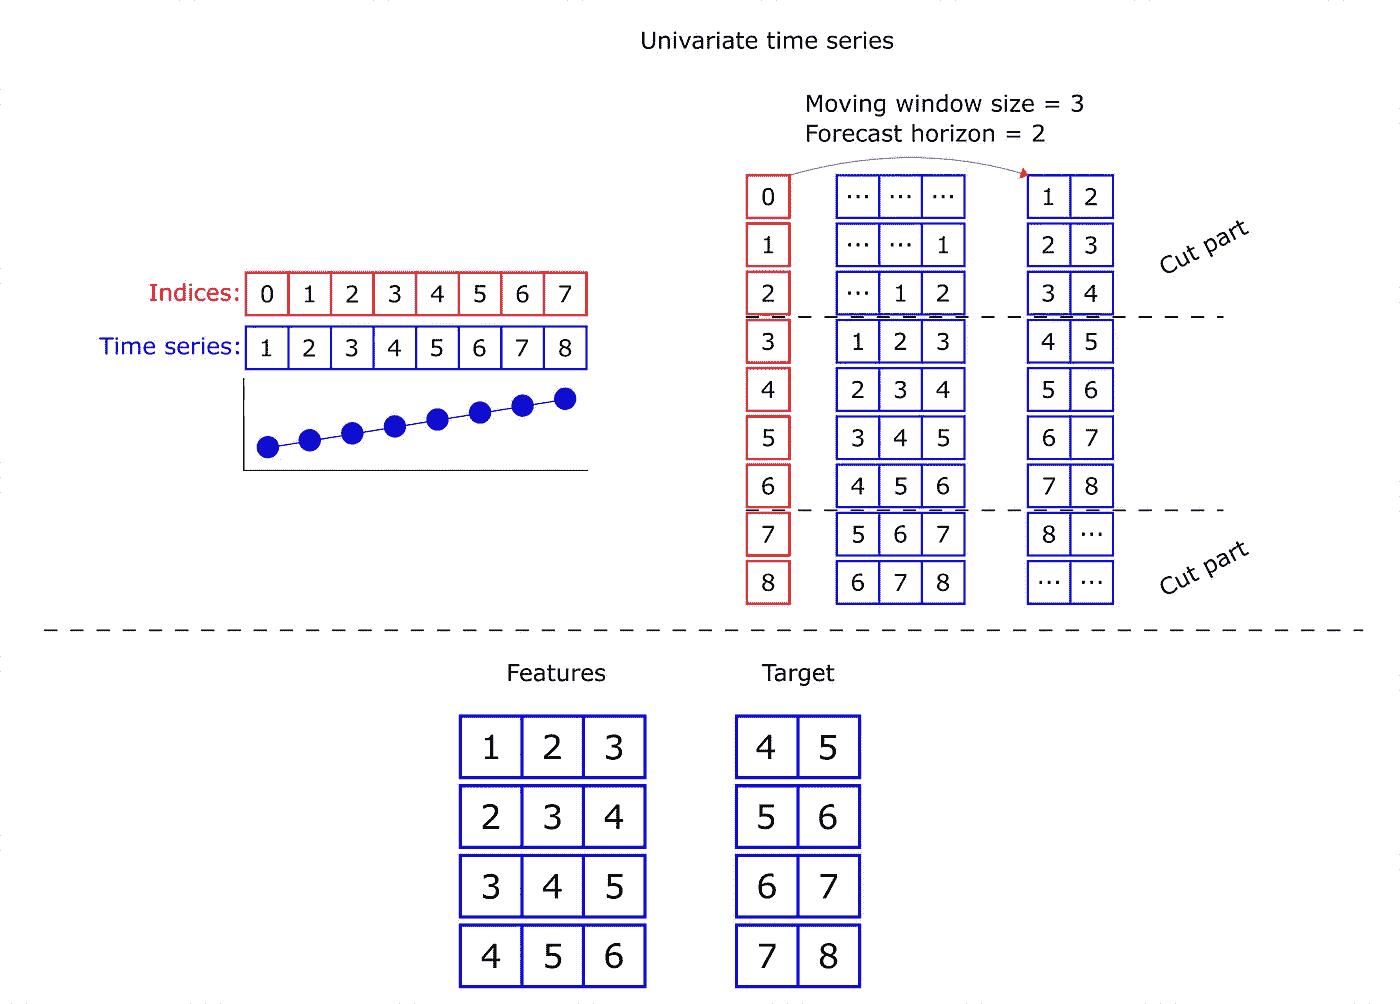 Univariate time series
Moving window size = 3
Forecast horizon = 2
Indices: 0 1 2 3 4 5 6 7
Time series: 1 2 3 4 5 6 7 8
0 ... ... ... 1 2
1 ... ... 1 2 3
2 ... 1 2 3 4
Cut part
3 1 2 3 4 5
4 2 3 4 5 6
5 3 4 5 6 7
6 4 5 6 7 8
7 5 6 7 8 ...
8 6 7 8 ... ...
Cut part
Features Target
1 2 3 4 5
2 3 4 5 6
3 4 5 6 7
4 5 6 7 8